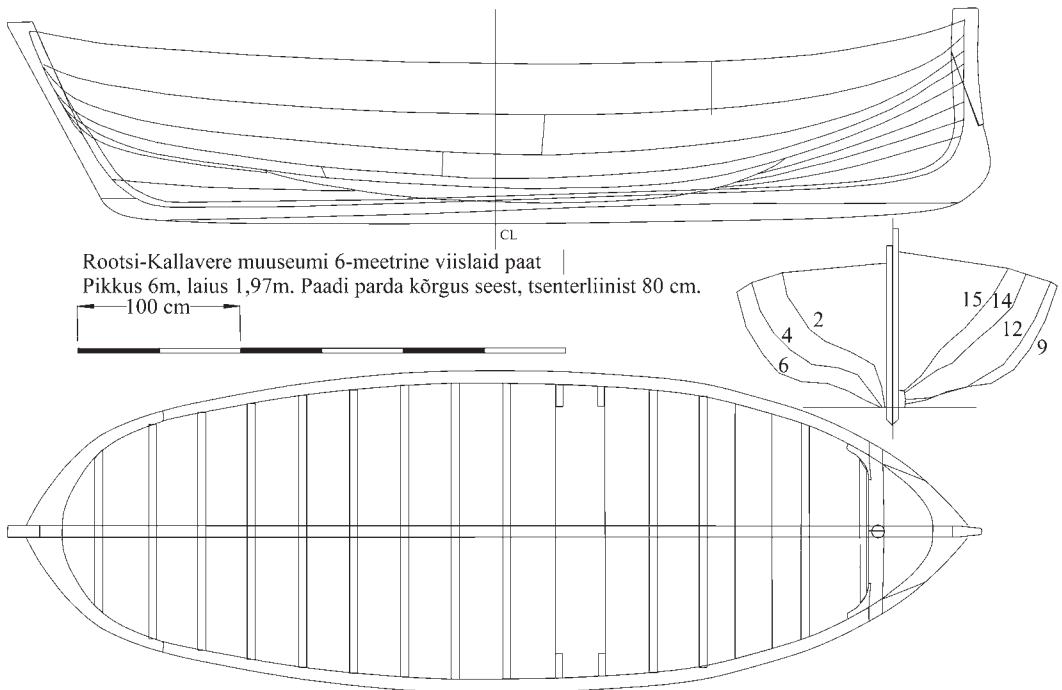 CL
Rootsi-Kallavere muuseumi 6-meetrine viislaid paat
Pikkus 6m, laius 1,97m. Paadi parda kõrgus seest, tsenterliinist 80 cm.
100 cm
2
4
6
15
14
12
9